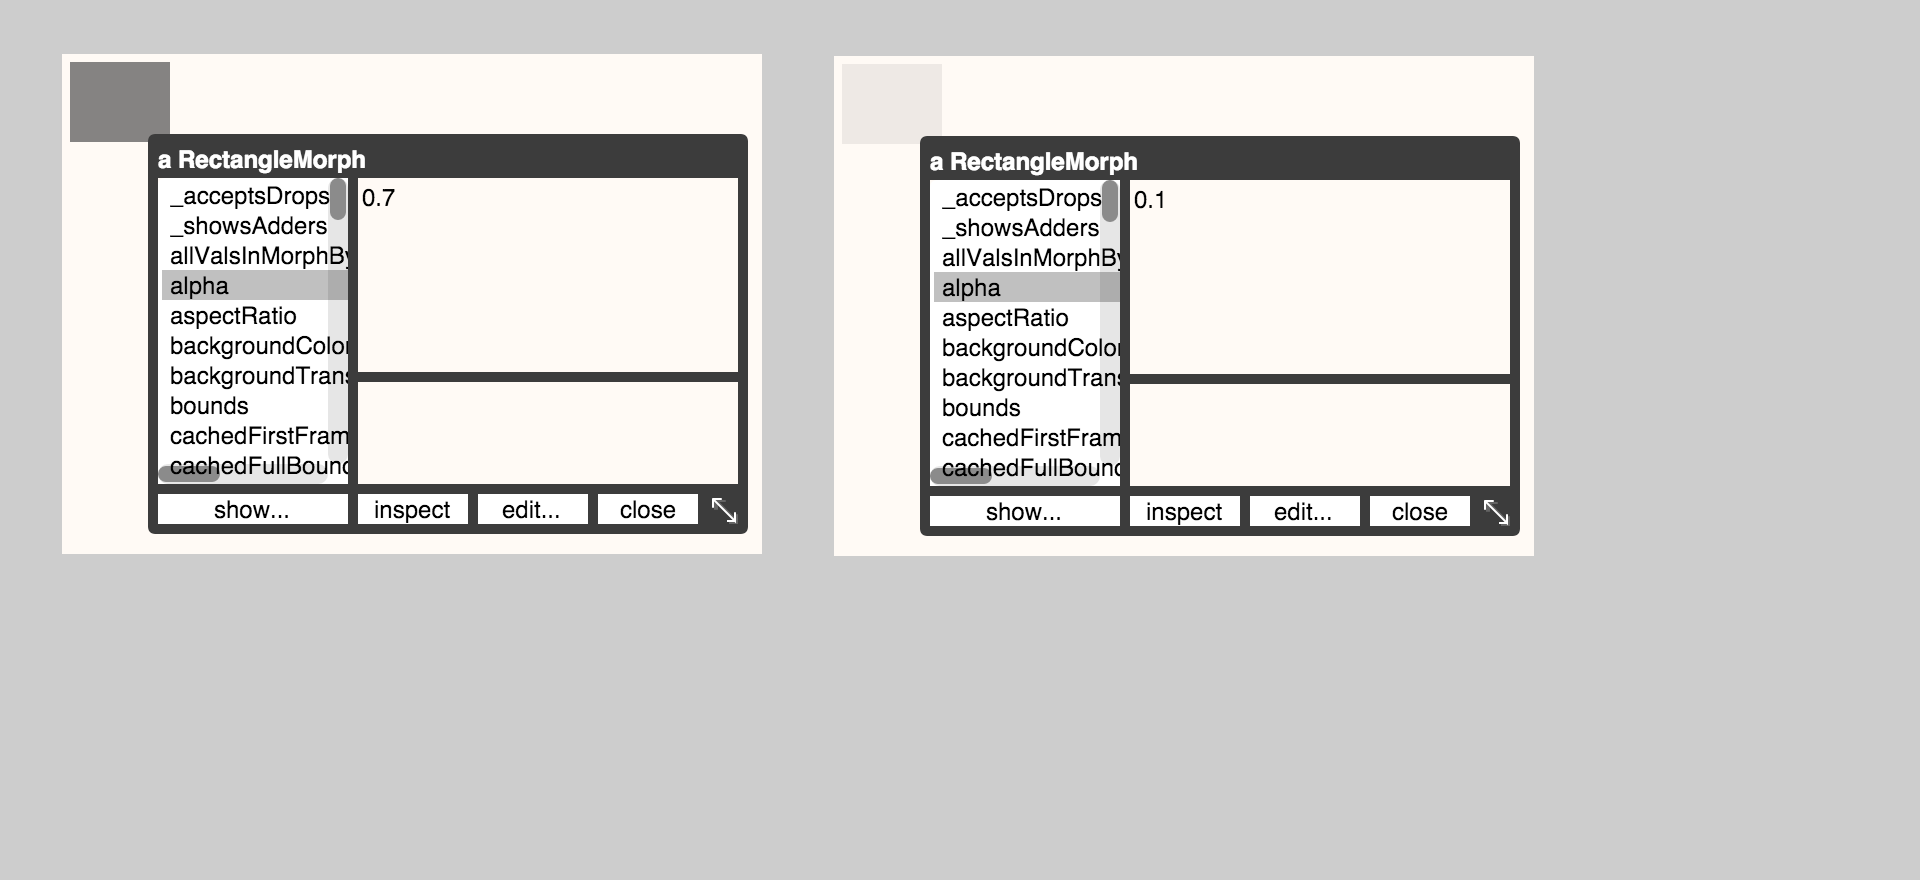 a RectangleMorph
_acceptsDrops
_showsAdders
allValsInMorphBy
alpha
aspectRatio
backgroundColor
backgroundTrans
bounds
cachedFirstFram
cachedFullBound
0.7
show...
inspect
edit...
close
a RectangleMorph
_acceptsDrops
_showsAdders
allValsInMorphBy
alpha
aspectRatio
backgroundColor
backgroundTrans
bounds
cachedFirstFram
cachedFullBound
0.1
show...
inspect
edit...
close